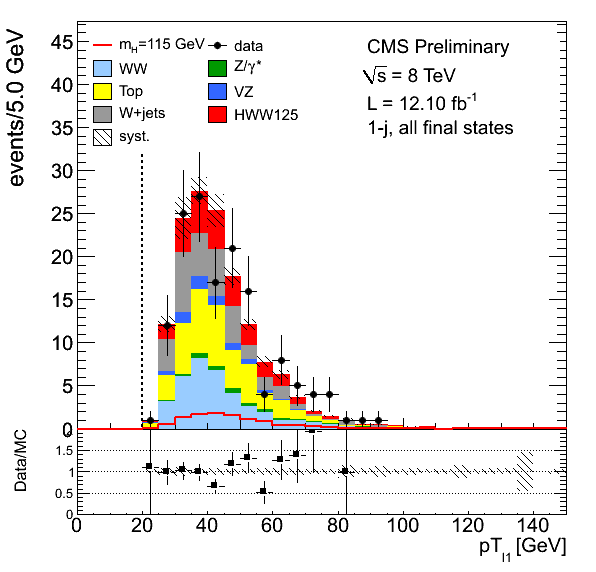 events/5.0 GeV
45
40
35
30
25
20
15
10
5
0
m_H=115 GeV
data
WW
Z/γ*
Top
VZ
W+jets
HWW125
syst.
CMS Preliminary
√s = 8 TeV
L = 12.10 fb⁻¹
1-j, all final states
Data/MC
1.5
1
0.5
0
0 20 40 60 80 100 120 140
pT_l1 [GeV]